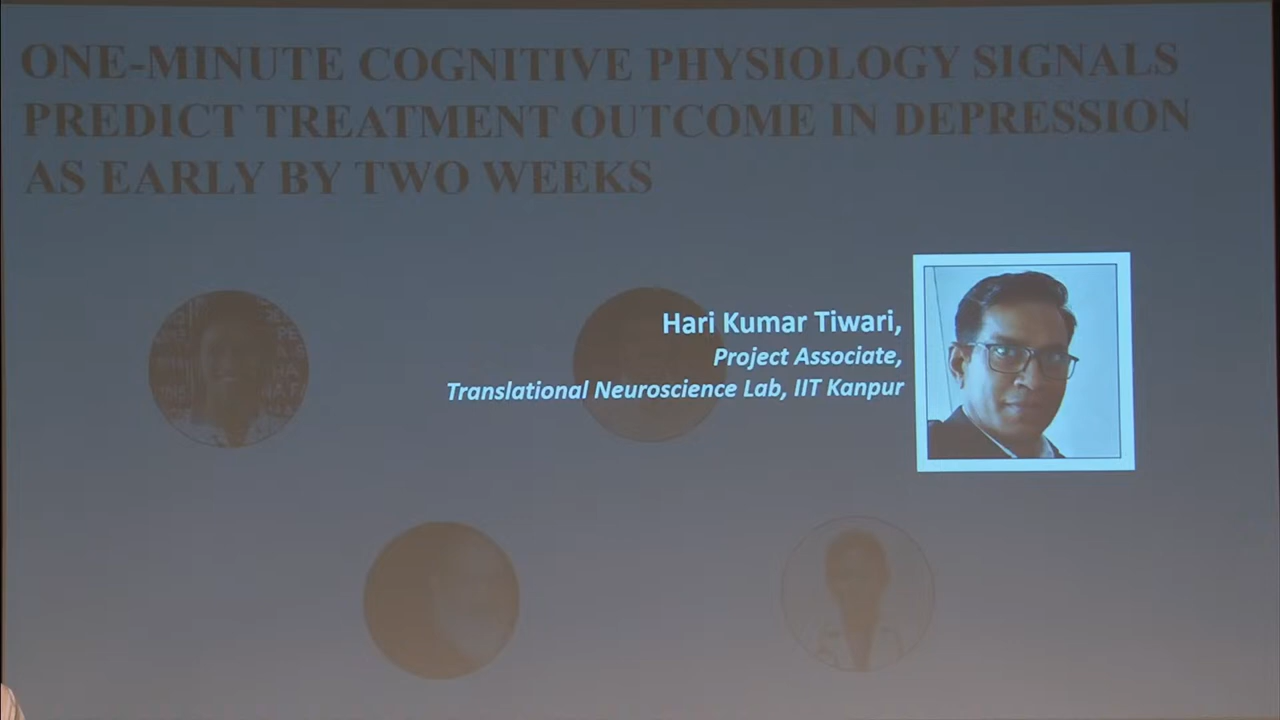 ONE-MINUTE COGNITIVE PHYSIOLOGY SIGNALS
PREDICT TREATMENT OUTCOME IN DEPRESSION
AS EARLY BY TWO WEEKS
Hari Kumar Tiwari,
Project Associate,
Translational Neuroscience Lab, IIT Kanpur